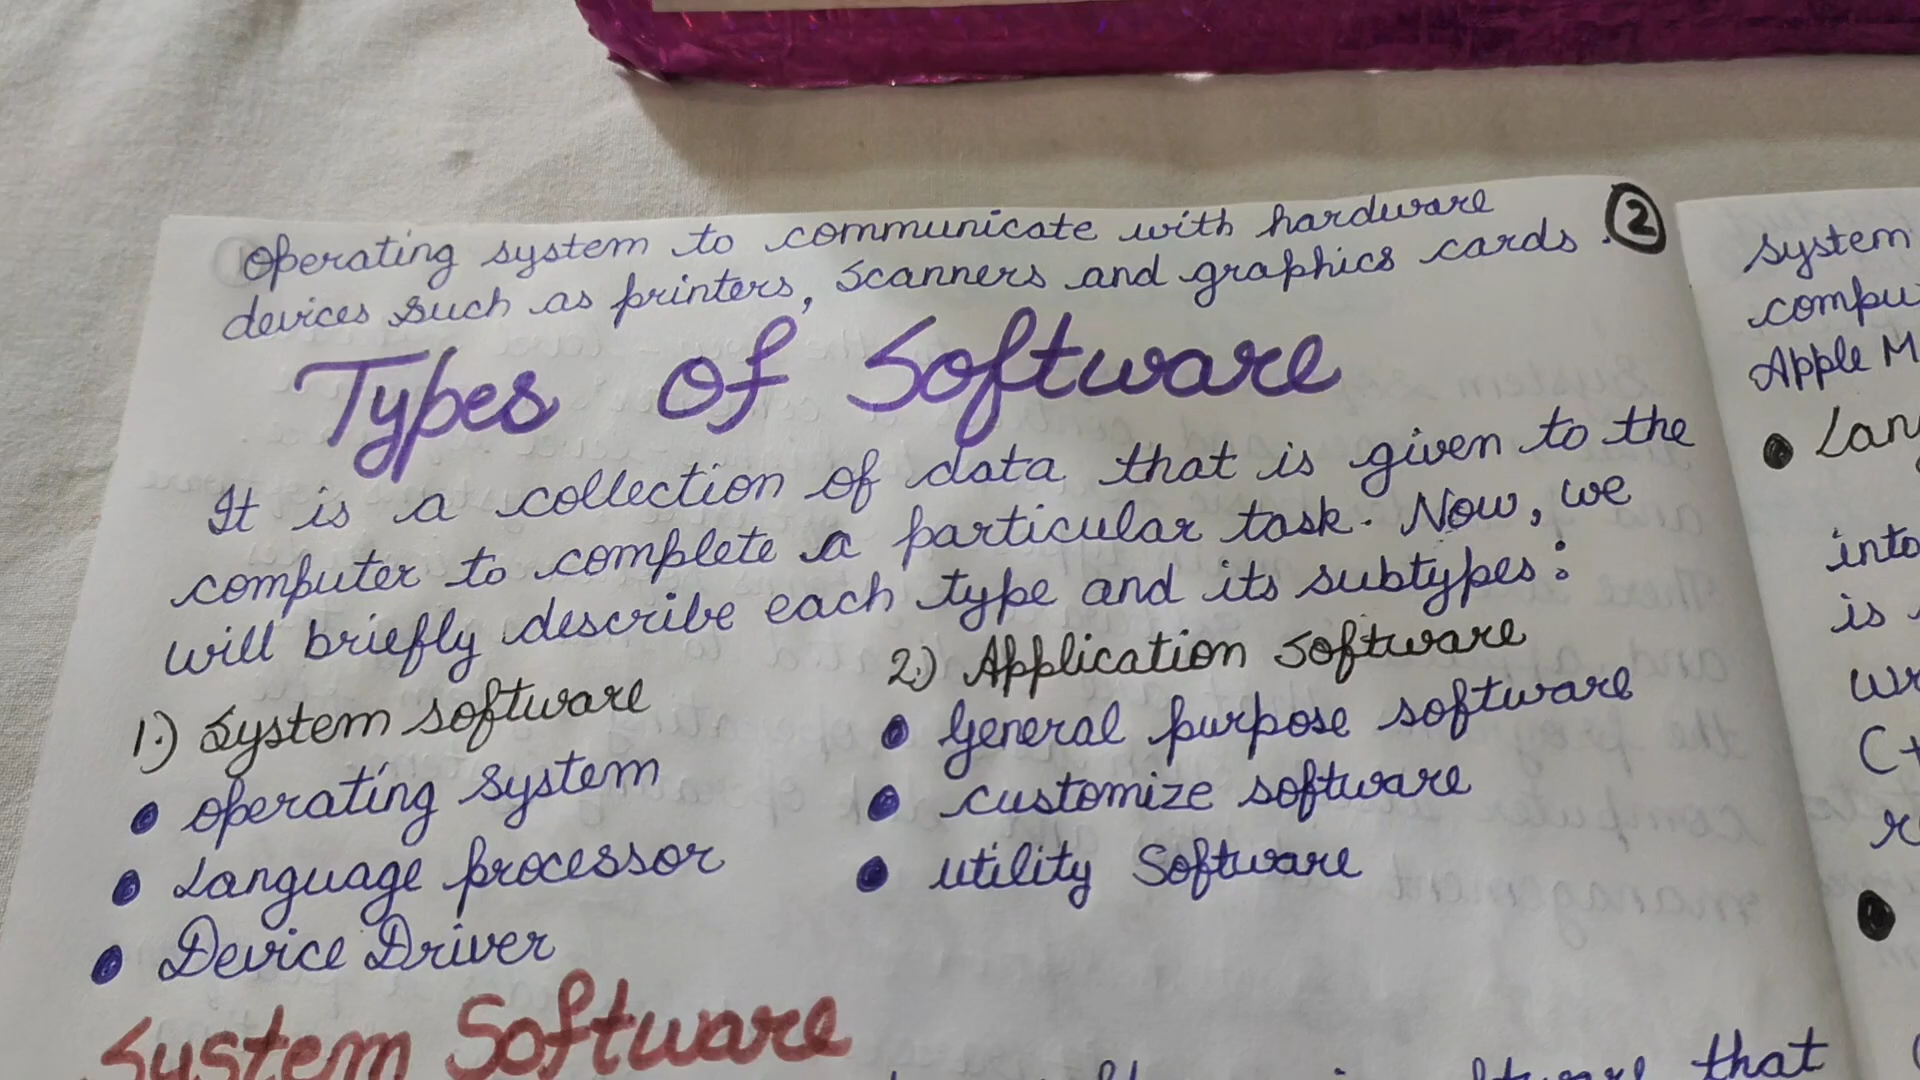 operating system to communicate with hardware
devices such as printers, Scanners and graphics cards.
2
Types of Software
It is a collection of data that is given to the
computer to complete a particular task. Now, we
will briefly describe each type and its subtypes:
1.) System software
operating system
Language processor
Device Driver
2.) Application software
General purpose software
customize software
utility Software
System Software
that
system
Apple M
into
is